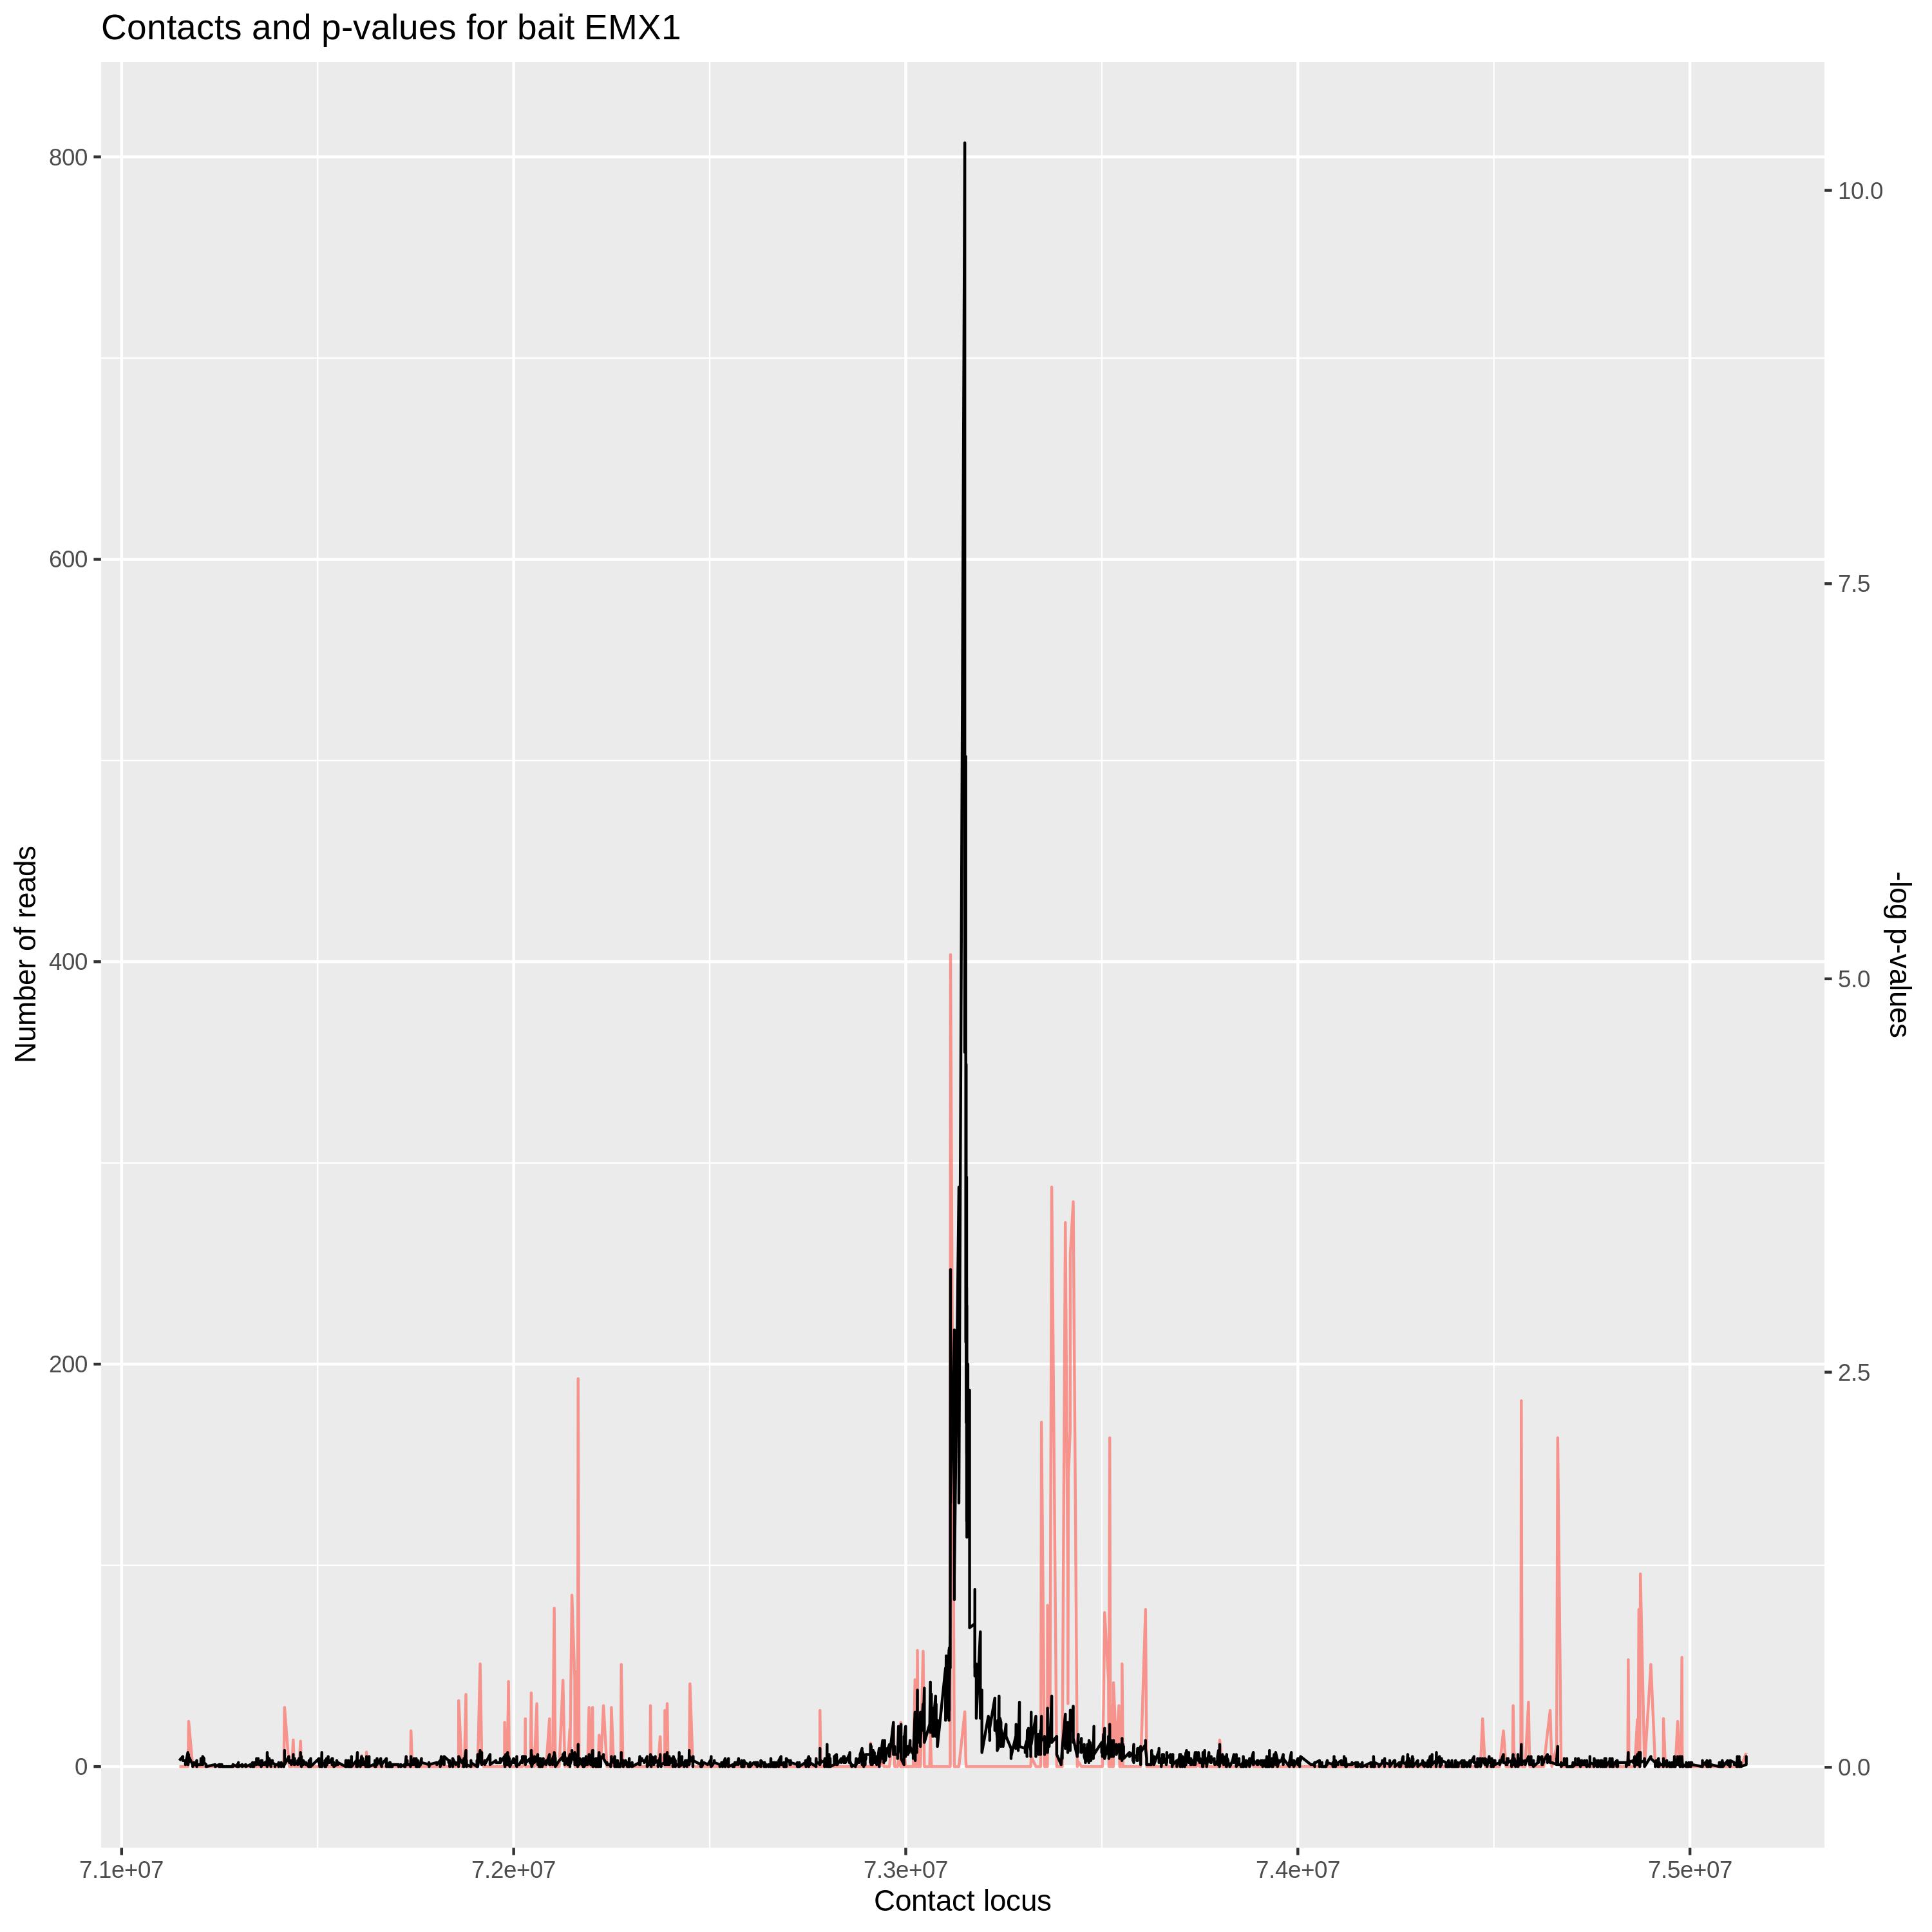 Contacts and p-values for bait EMX1
800
600
400
200
0
Number of reads
10.0
7.5
5.0
2.5
0.0
-log p-values
7.1e+07
7.2e+07
7.3e+07
7.4e+07
7.5e+07
Contact locus